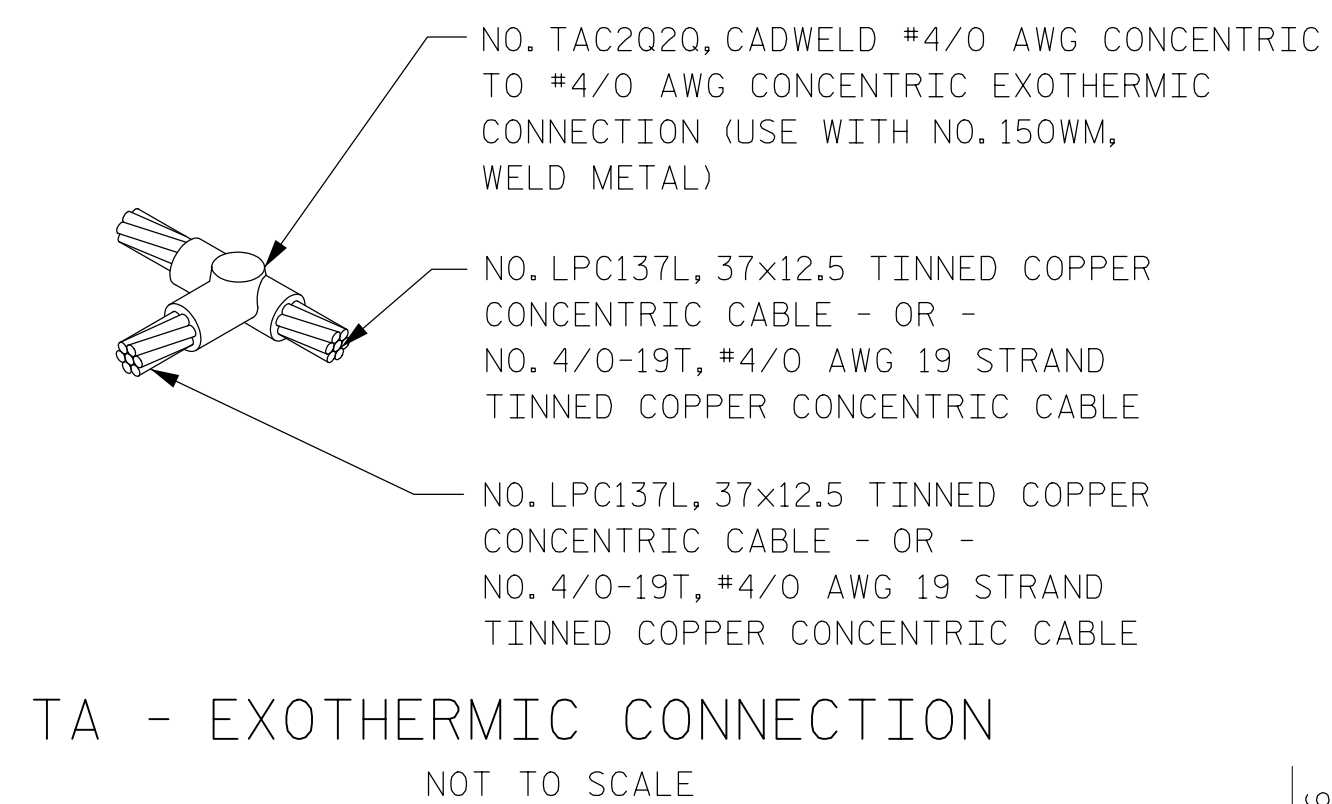 NO. TAC2Q2Q, CADWELD #4/0 AWG CONCENTRIC
TO #4/0 AWG CONCENTRIC EXOTHERMIC
CONNECTION (USE WITH NO. 150WM,
WELD METAL)
NO. LPC137L, 37x12.5 TINNED COPPER
CONCENTRIC CABLE - OR -
NO. 4/0-19T, #4/0 AWG 19 STRAND
TINNED COPPER CONCENTRIC CABLE
NO. LPC137L, 37x12.5 TINNED COPPER
CONCENTRIC CABLE - OR -
NO. 4/0-19T, #4/0 AWG 19 STRAND
TINNED COPPER CONCENTRIC CABLE
TA - EXOTHERMIC CONNECTION
NOT TO SCALE